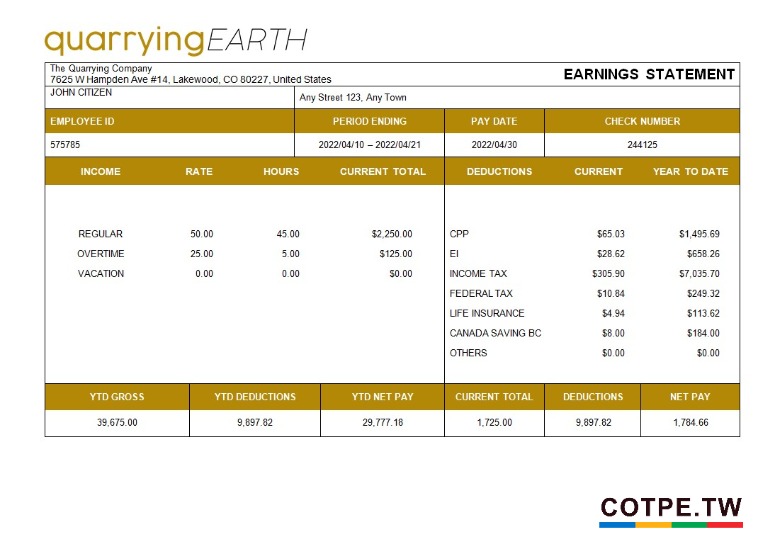 quarryingEARTH
The Quarrying Company
7625 W Hampden Ave #14, Lakewood, CO 80227, United States
EARNINGS STATEMENT
JOHN CITIZEN
Any Street 123, Any Town
EMPLOYEE ID PERIOD ENDING PAY DATE CHECK NUMBER
575785 2022/04/10 – 2022/04/21 2022/04/30 244125
INCOME RATE HOURS CURRENT TOTAL DEDUCTIONS CURRENT YEAR TO DATE
REGULAR 50.00 45.00 $2,250.00 CPP $65.03 $1,495.69
OVERTIME 25.00 5.00 $125.00 EI $28.62 $658.26
VACATION 0.00 0.00 $0.00 INCOME TAX $305.90 $7,035.70
FEDERAL TAX $10.84 $249.32
LIFE INSURANCE $4.94 $113.62
CANADA SAVING BC $8.00 $184.00
OTHERS $0.00 $0.00
YTD GROSS YTD DEDUCTIONS YTD NET PAY CURRENT TOTAL DEDUCTIONS NET PAY
39,675.00 9,897.82 29,777.18 1,725.00 9,897.82 1,784.66
COTPE.TW